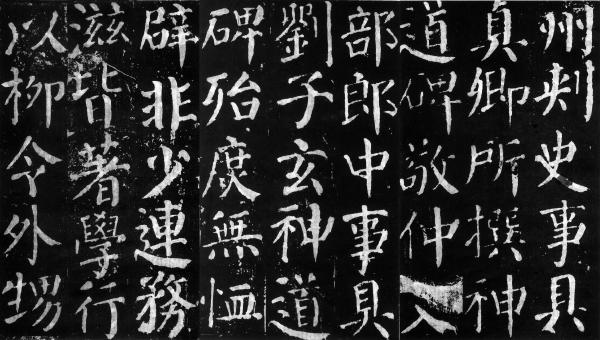 州刺史事具
真卿所撰神
道碑敬仲入
部郎中事具
劉子玄神道
碑殆庶無恤
辟非少連務
滋皆著學行
以柳令外甥